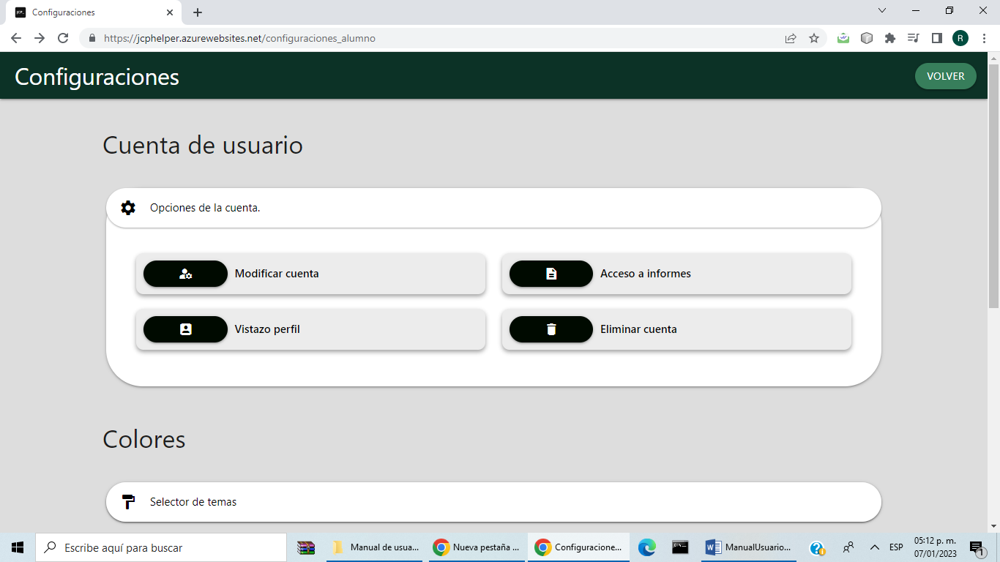 Configuraciones
https://jcphelper.azurewebsites.net/configuraciones_alumno
R
Configuraciones
VOLVER
Cuenta de usuario
Opciones de la cuenta.
Modificar cuenta
Acceso a informes
Vistazo perfil
Eliminar cuenta
Colores
Selector de temas
Escribe aquí para buscar
Manual de usua...
Nueva pestaña ...
Configuracione...
ManualUsuario...
ESP
05:12 p. m.
07/01/2023
1